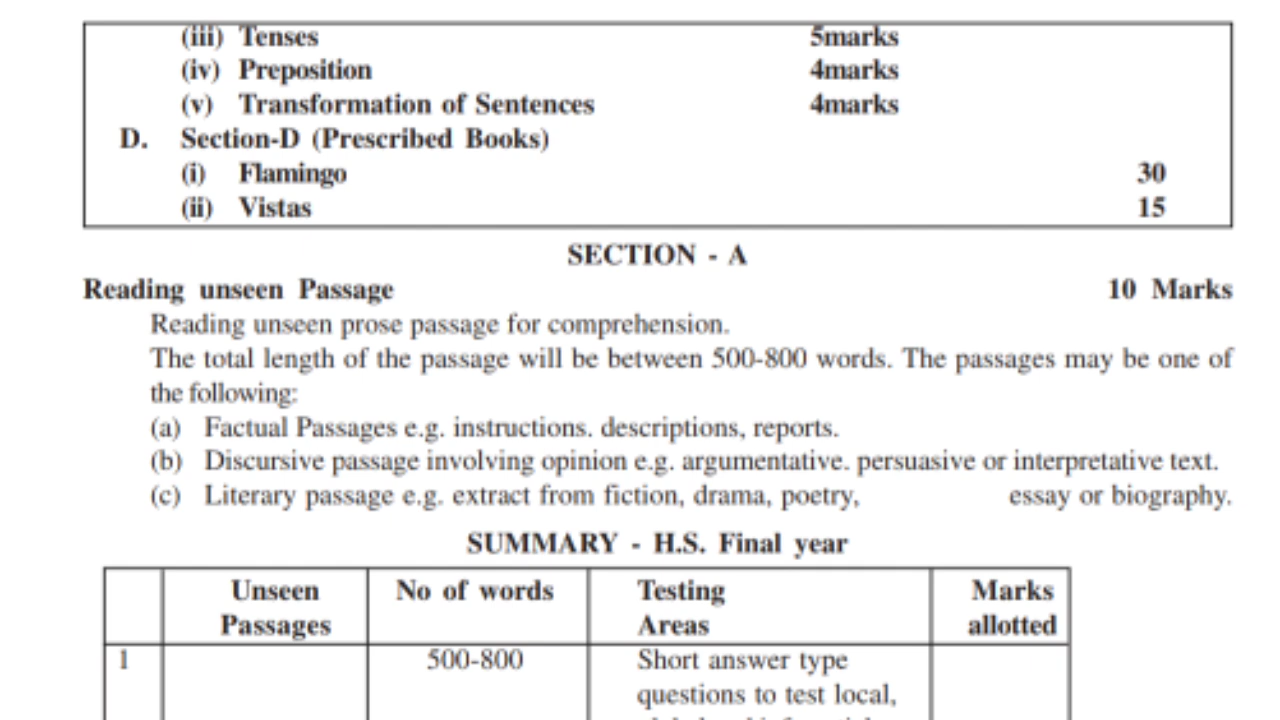 (iii) Tenses 5marks
(iv) Preposition 4marks
(v) Transformation of Sentences 4marks
D. Section-D (Prescribed Books)
(i) Flamingo 30
(ii) Vistas 15
SECTION - A
Reading unseen Passage 10 Marks
Reading unseen prose passage for comprehension.
The total length of the passage will be between 500-800 words. The passages may be one of
the following:
(a) Factual Passages e.g. instructions. descriptions, reports.
(b) Discursive passage involving opinion e.g. argumentative. persuasive or interpretative text.
(c) Literary passage e.g. extract from fiction, drama, poetry, essay or biography.
SUMMARY - H.S. Final year
Unseen No of words Testing Marks
Passages Areas allotted
1 500-800 Short answer type
questions to test local,